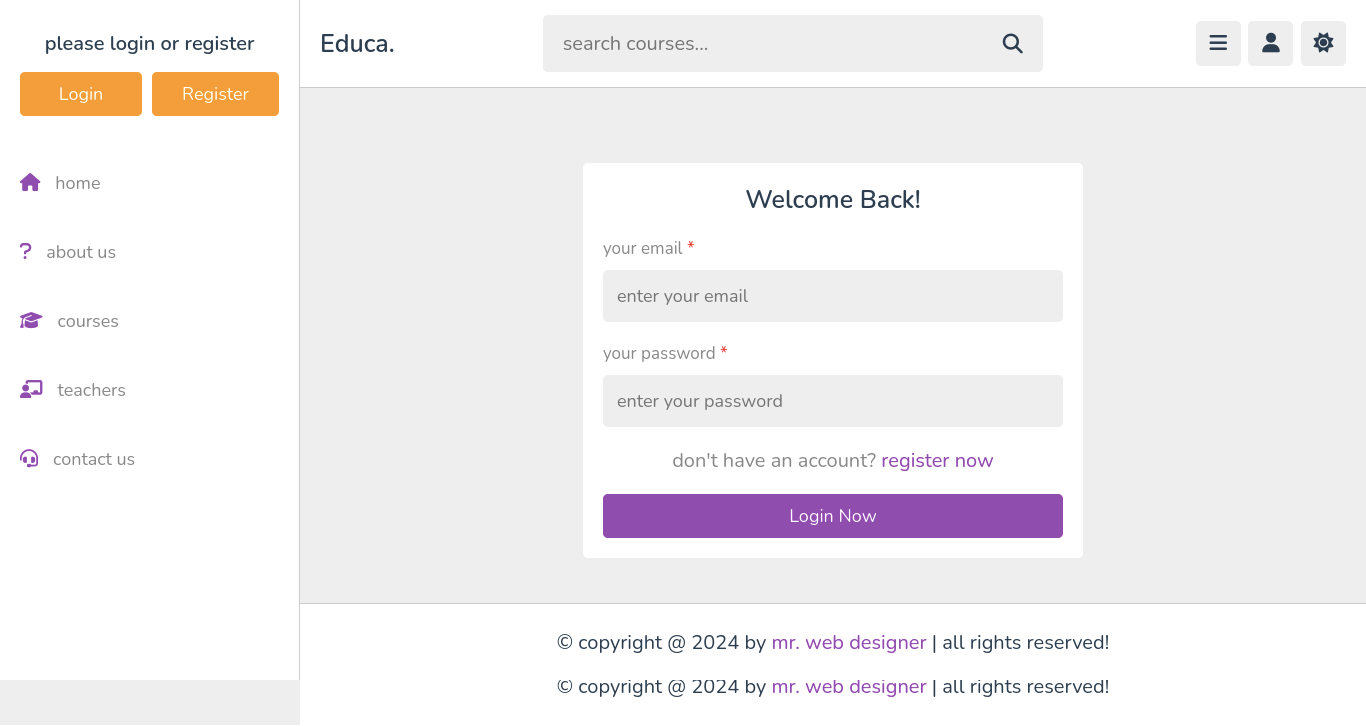 please login or register
Login
Register
home
about us
courses
teachers
contact us
Educa.
search courses...
Welcome Back!
your email *
enter your email
your password *
enter your password
don't have an account? register now
Login Now
© copyright @ 2024 by mr. web designer | all rights reserved!
© copyright @ 2024 by mr. web designer | all rights reserved!